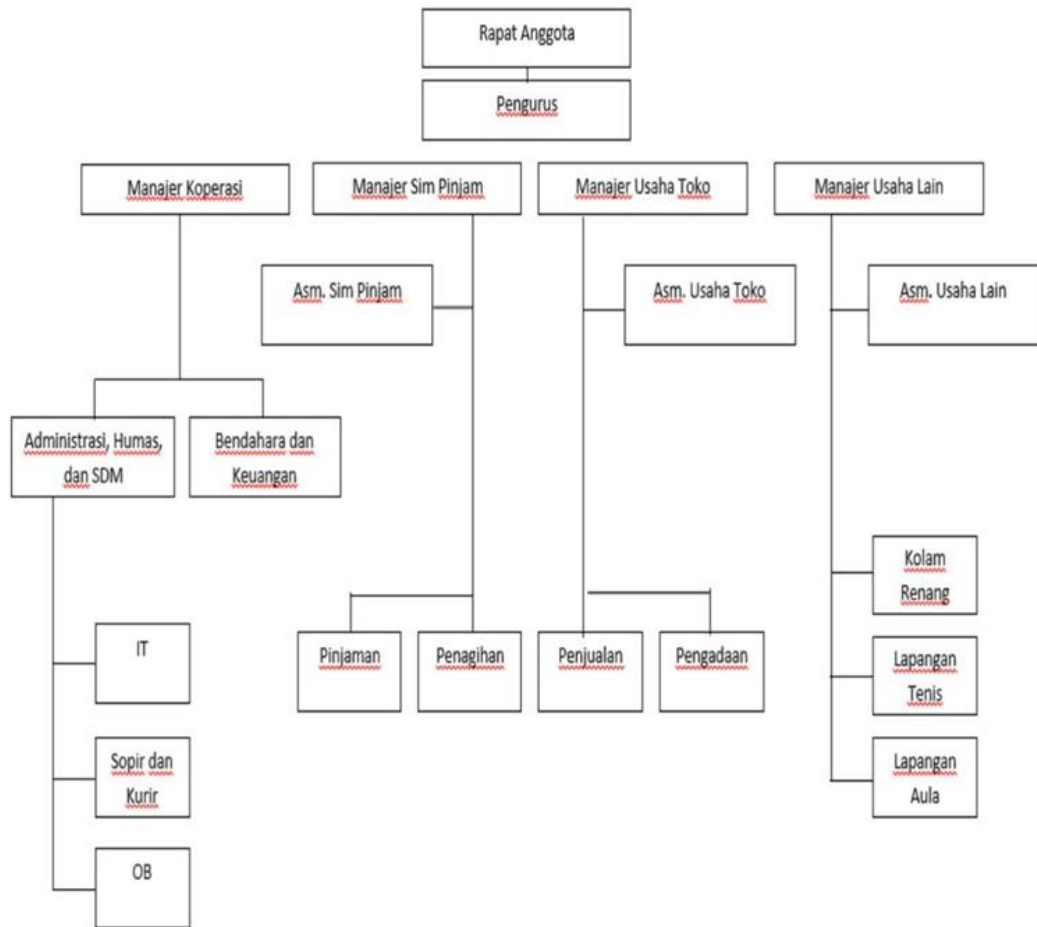 Rapat Anggota
Pengurus
Manajer Koperasi
Manajer Sim Pinjam
Manajer Usaha Toko
Manajer Usaha Lain
Asm. Sim Pinjam
Asm. Usaha Toko
Asm. Usaha Lain
Administrasi, Humas,
dan SDM
Bendahara dan
Keuangan
Kolam
Renang
IT
Pinjaman
Penagihan
Penjualan
Pengadaan
Lapangan
Tenis
Sopir dan
Kurir
Lapangan
Aula
OB